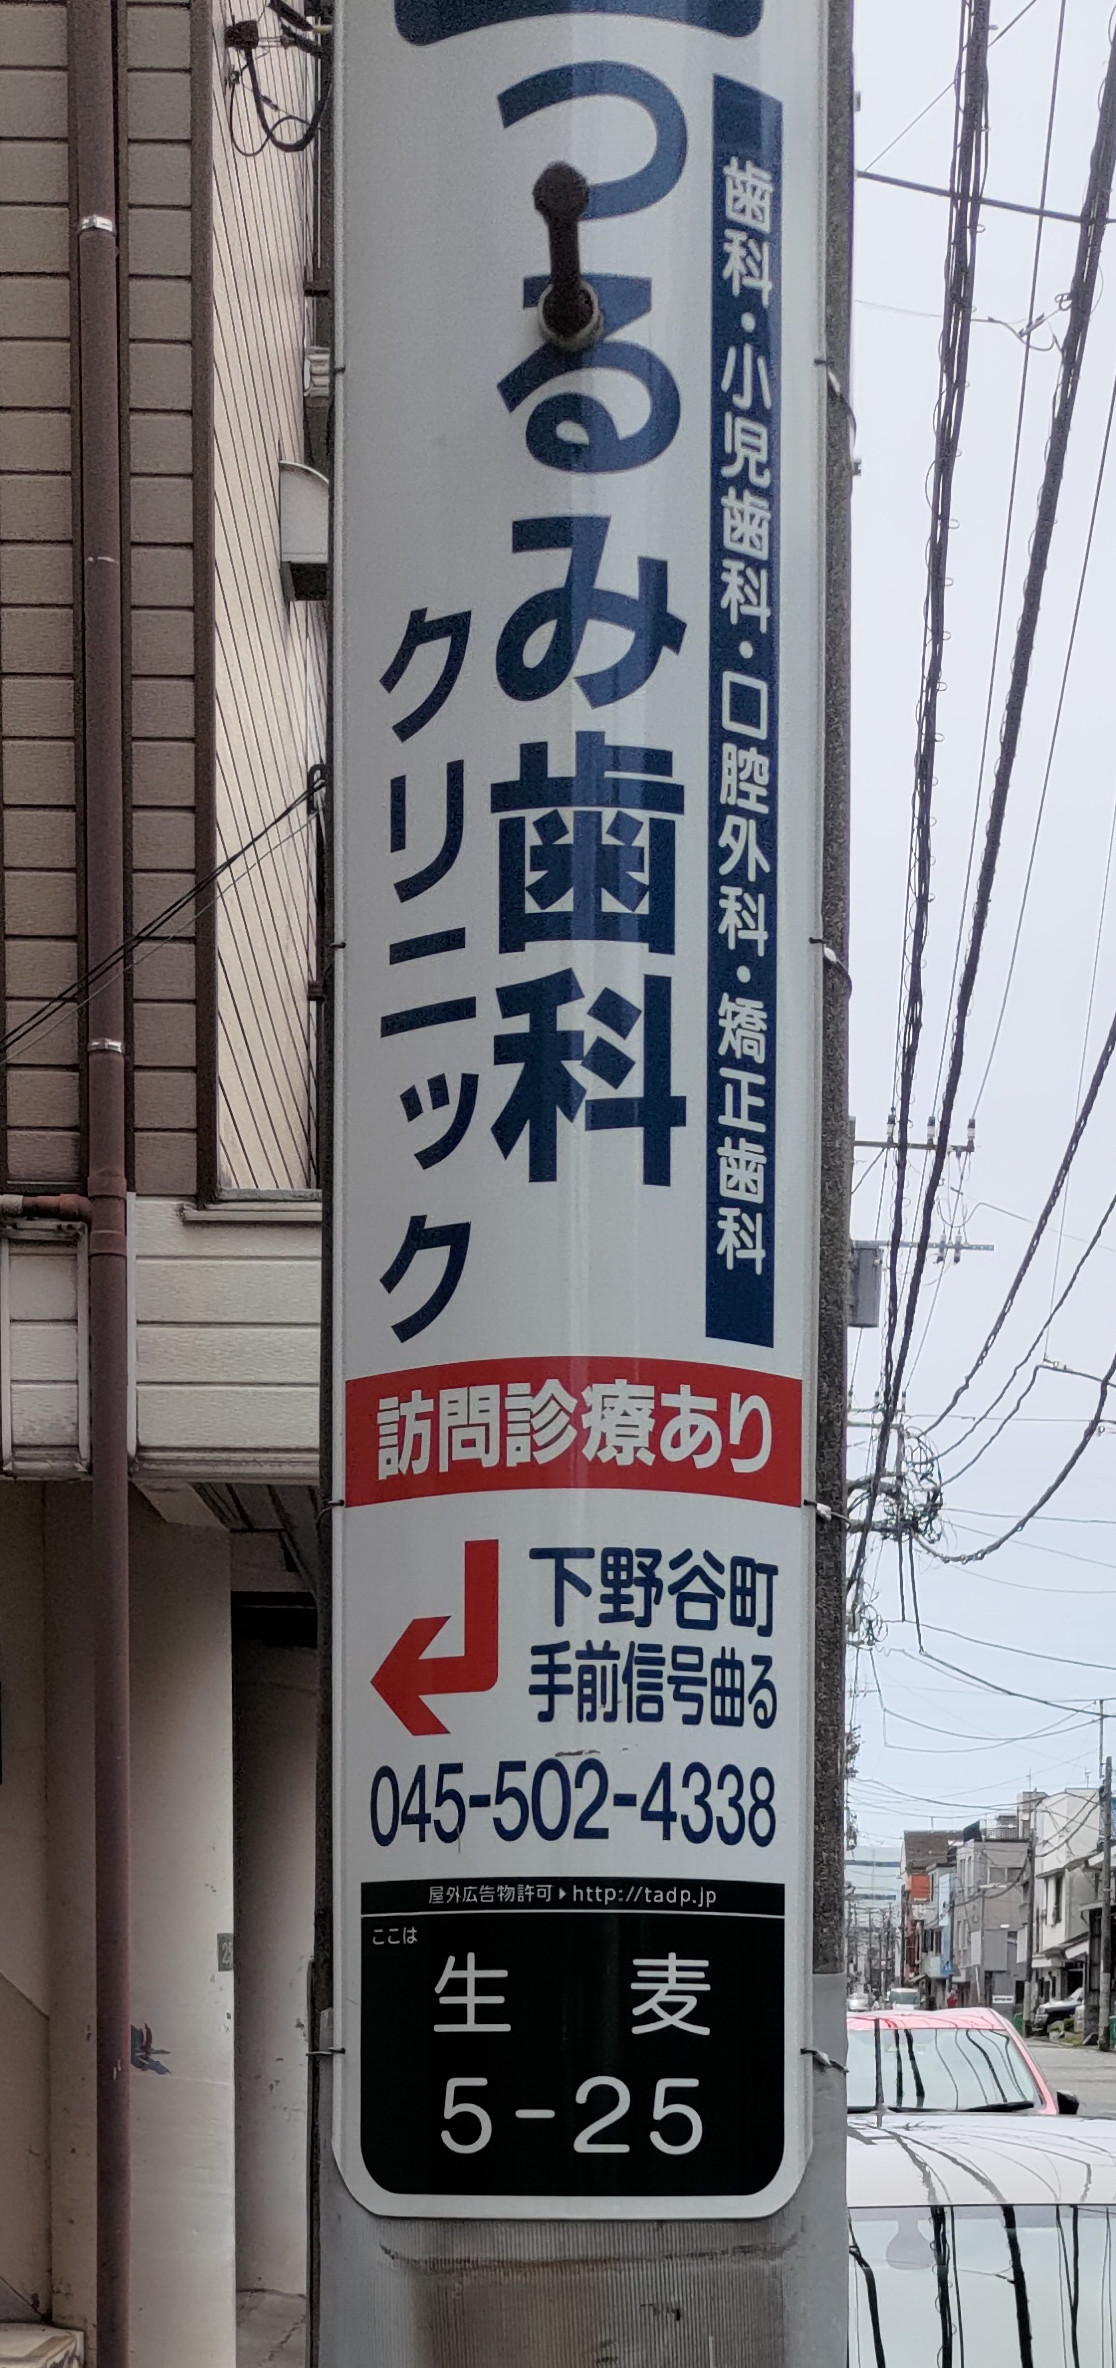 歯科・小児歯科・口腔外科・矯正歯科
つるみ歯科
クリニック
訪問診療あり
下野谷町
手前信号曲る
045-502-4338
屋外広告物許可▶http://tadp.jp
ここは
生麦
5-25